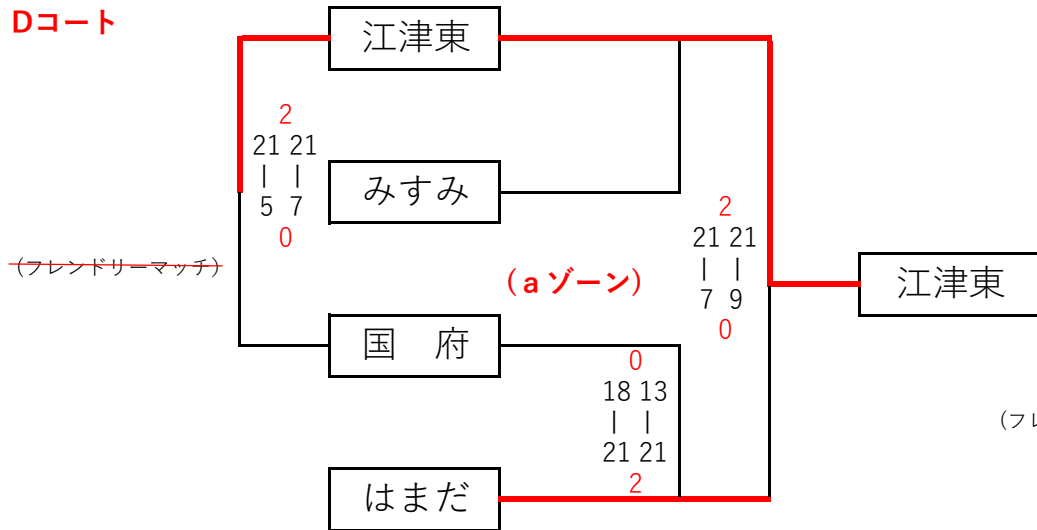 Dコート
江津東
2
21 21
| |
5 7
0
みすみ
2
21 21
| |
7 9
0
(フレンドリーマッチ)
(aゾーン)
江津東
国　府
0
18 13
| |
21 21
2
(フレ
はまだ